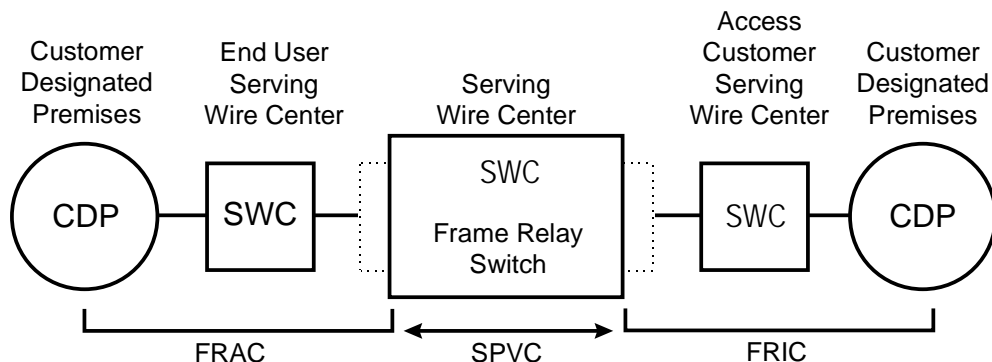 Customer
Designated
Premises
End User
Serving
Wire Center
Serving
Wire Center
Access
Customer
Serving
Wire Center
Customer
Designated
Premises
CDP
SWC
SWC
Frame Relay
Switch
SWC
CDP
FRAC
SPVC
FRIC